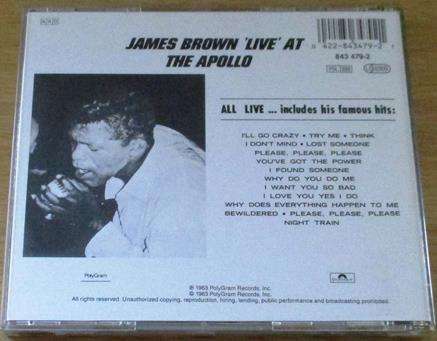 JAMES BROWN 'LIVE' AT
THE APOLLO
0 422-843479-2
843 479-2
ALL LIVE ... includes his famous hits:
I'LL GO CRAZY • TRY ME • THINK
I DON'T MIND • LOST SOMEONE
PLEASE, PLEASE, PLEASE
YOU'VE GOT THE POWER
I FOUND SOMEONE
WHY DO YOU DO ME
I WANT YOU SO BAD
I LOVE YOU YES I DO
WHY DOES EVERYTHING HAPPEN TO ME
BEWILDERED • PLEASE, PLEASE, PLEASE
NIGHT TRAIN
PolyGram
℗ 1963 PolyGram Records, Inc.
© 1963 PolyGram Records, Inc.
All rights reserved. Unauthorized copying, reproduction, hiring, lending, public performance and broadcasting prohibited.